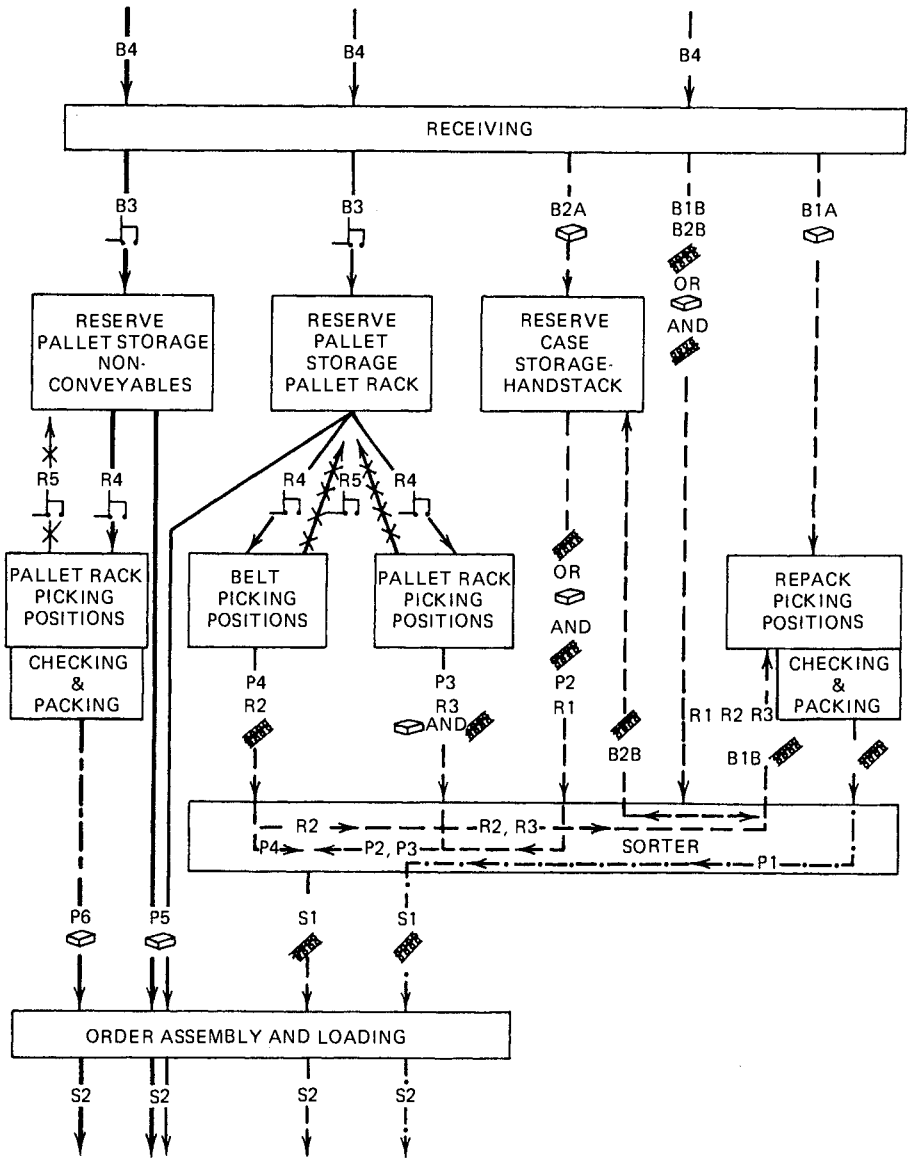 B4
B4
B4
RECEIVING
B3
B3
B2A
B1B
B2B
B1A
OR
AND
RESERVE
PALLET STORAGE
NON-
CONVEYABLES
RESERVE
PALLET
STORAGE
PALLET RACK
RESERVE
CASE
STORAGE-
HANDSTACK
R5
R4
R4
R5
R4
PALLET RACK
PICKING
POSITIONS
CHECKING
&
PACKING
BELT
PICKING
POSITIONS
PALLET RACK
PICKING
POSITIONS
OR
AND
REPACK
PICKING
POSITIONS
CHECKING
&
PACKING
P4
R2
P3
R3
AND
P2
R1
B2B
R1 R2 R3
B1B
R2
R2, R3
P4
P2, P3
SORTER
P1
P6
P5
S1
S1
ORDER ASSEMBLY AND LOADING
S2
S2
S2
S2